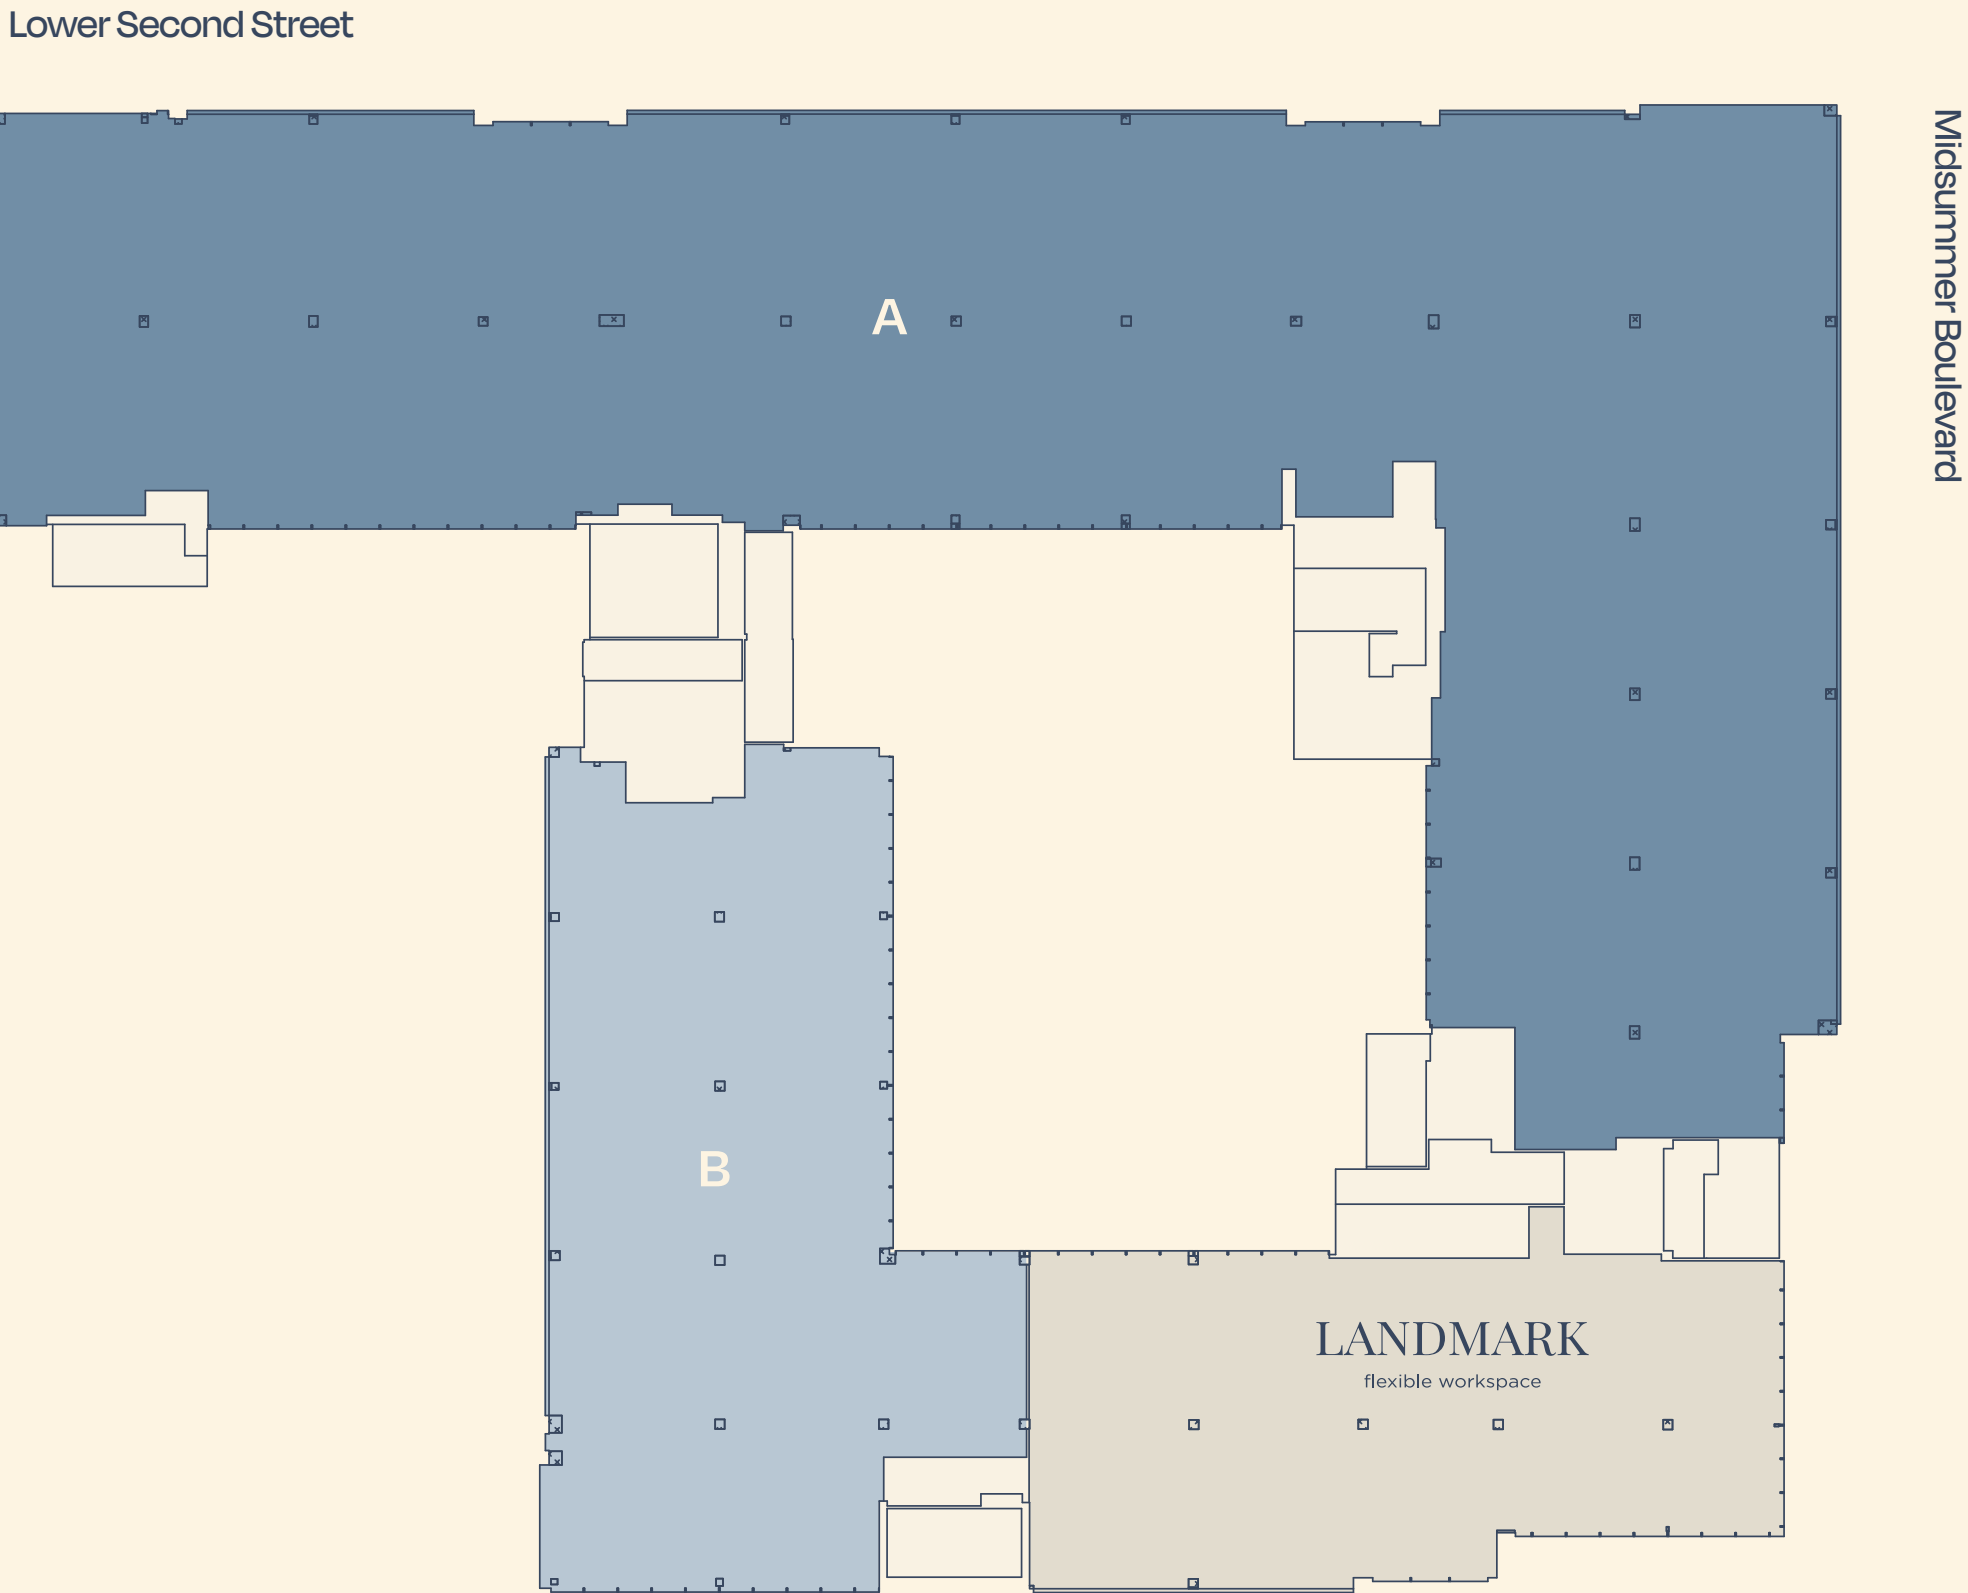 Lower Second Street
Midsummer Boulevard
A
B
LANDMARK
flexible workspace